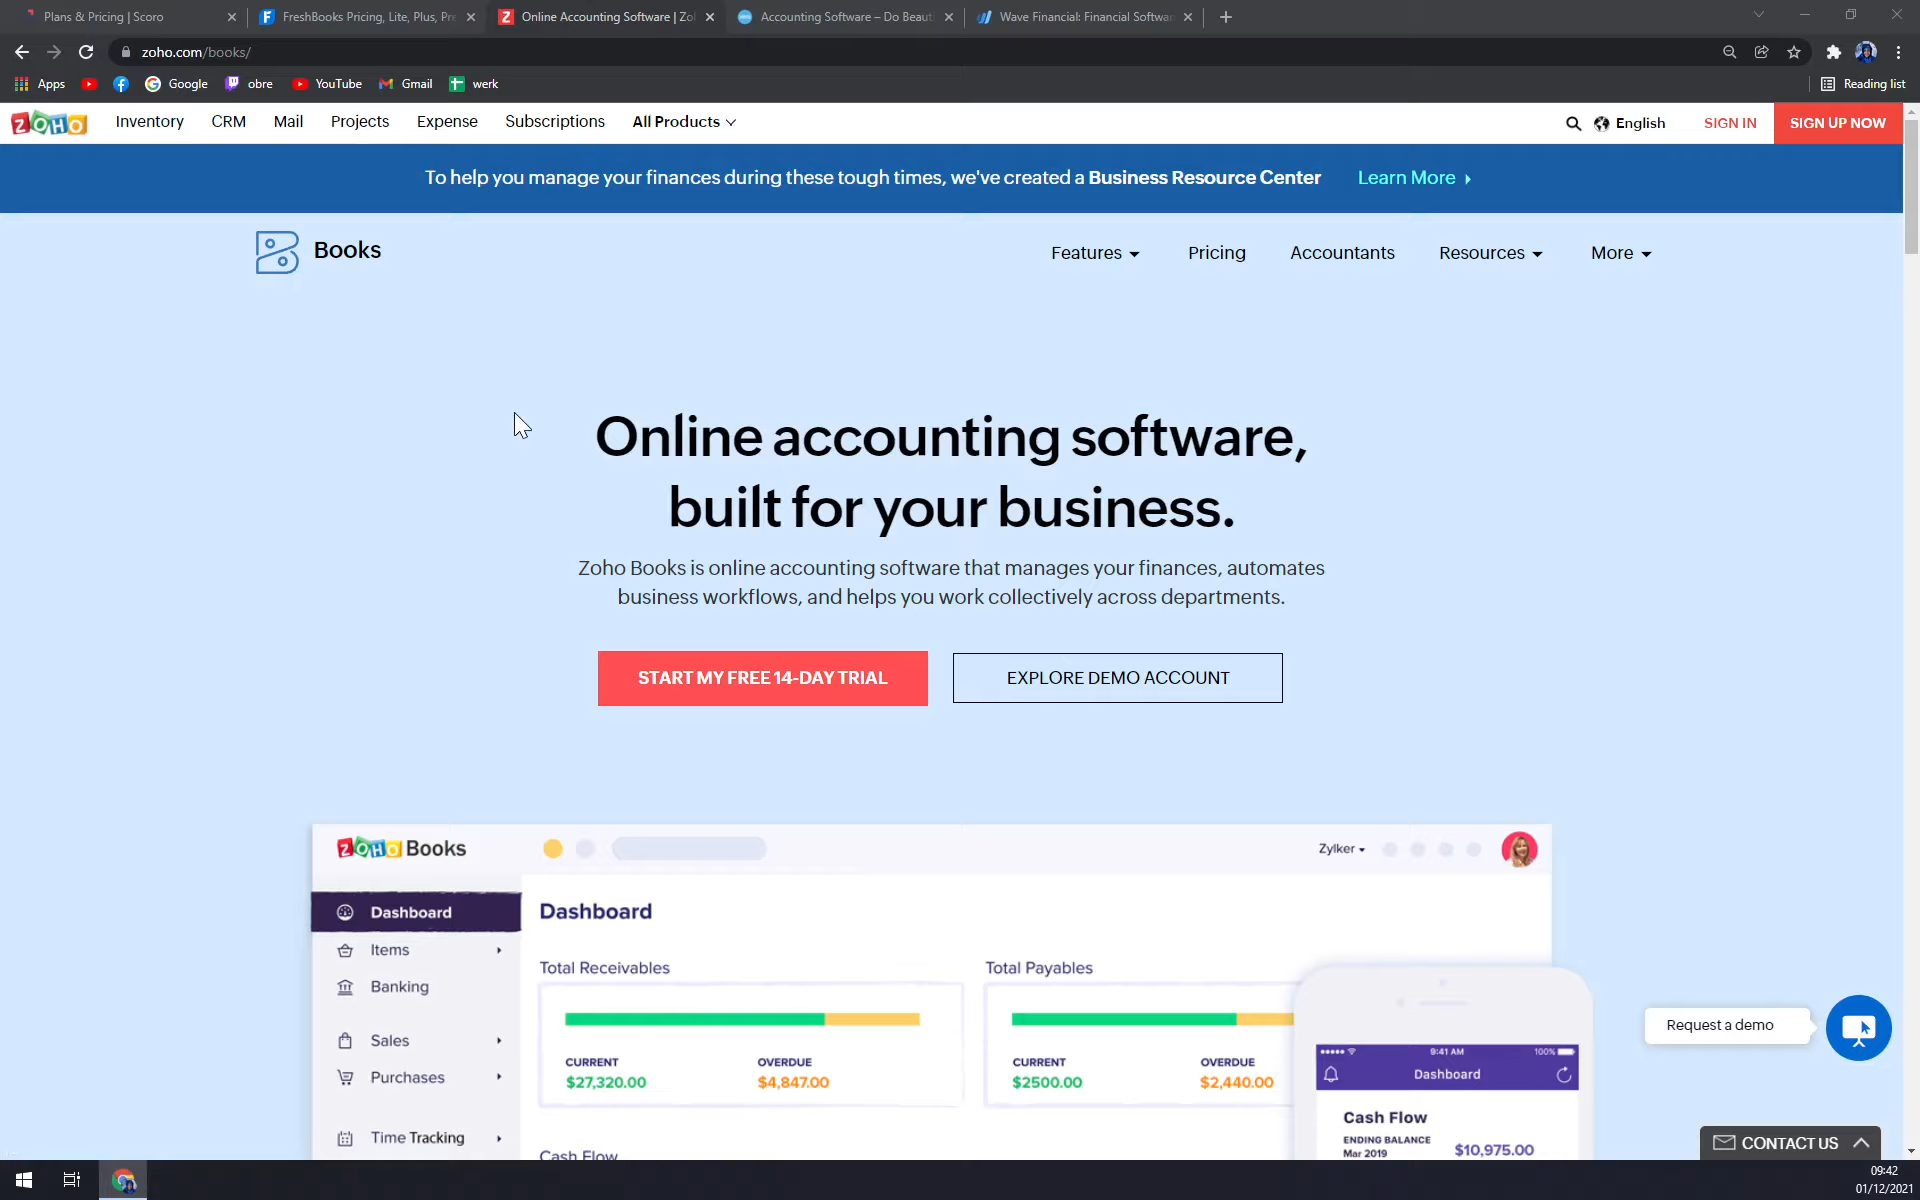 Plans & Pricing | Scoro
FreshBooks Pricing, Lite, Plus, Pre
Online Accounting Software | Zoh
Accounting Software – Do Beauti
Wave Financial: Financial Softwar
zoho.com/books/
Apps
Google
obre
YouTube
Gmail
werk
Reading list
ZOHO
Inventory
CRM
Mail
Projects
Expense
Subscriptions
All Products
English
SIGN IN
SIGN UP NOW
To help you manage your finances during these tough times, we've created a Business Resource Center
Learn More
Books
Features
Pricing
Accountants
Resources
More
Online accounting software,
built for your business.
Zoho Books is online accounting software that manages your finances, automates
business workflows, and helps you work collectively across departments.
START MY FREE 14-DAY TRIAL
EXPLORE DEMO ACCOUNT
ZOHO Books
Zylker
Dashboard
Items
Banking
Sales
Purchases
Time Tracking
Dashboard
Total Receivables
CURRENT
$27,320.00
OVERDUE
$4,847.00
Total Payables
CURRENT
$2500.00
OVERDUE
$2,440.00
Cash Flow
9:41 AM
100%
Dashboard
Cash Flow
ENDING BALANCE
Mar 2019
$10,975.00
Request a demo
CONTACT US
09:42
01/12/2021